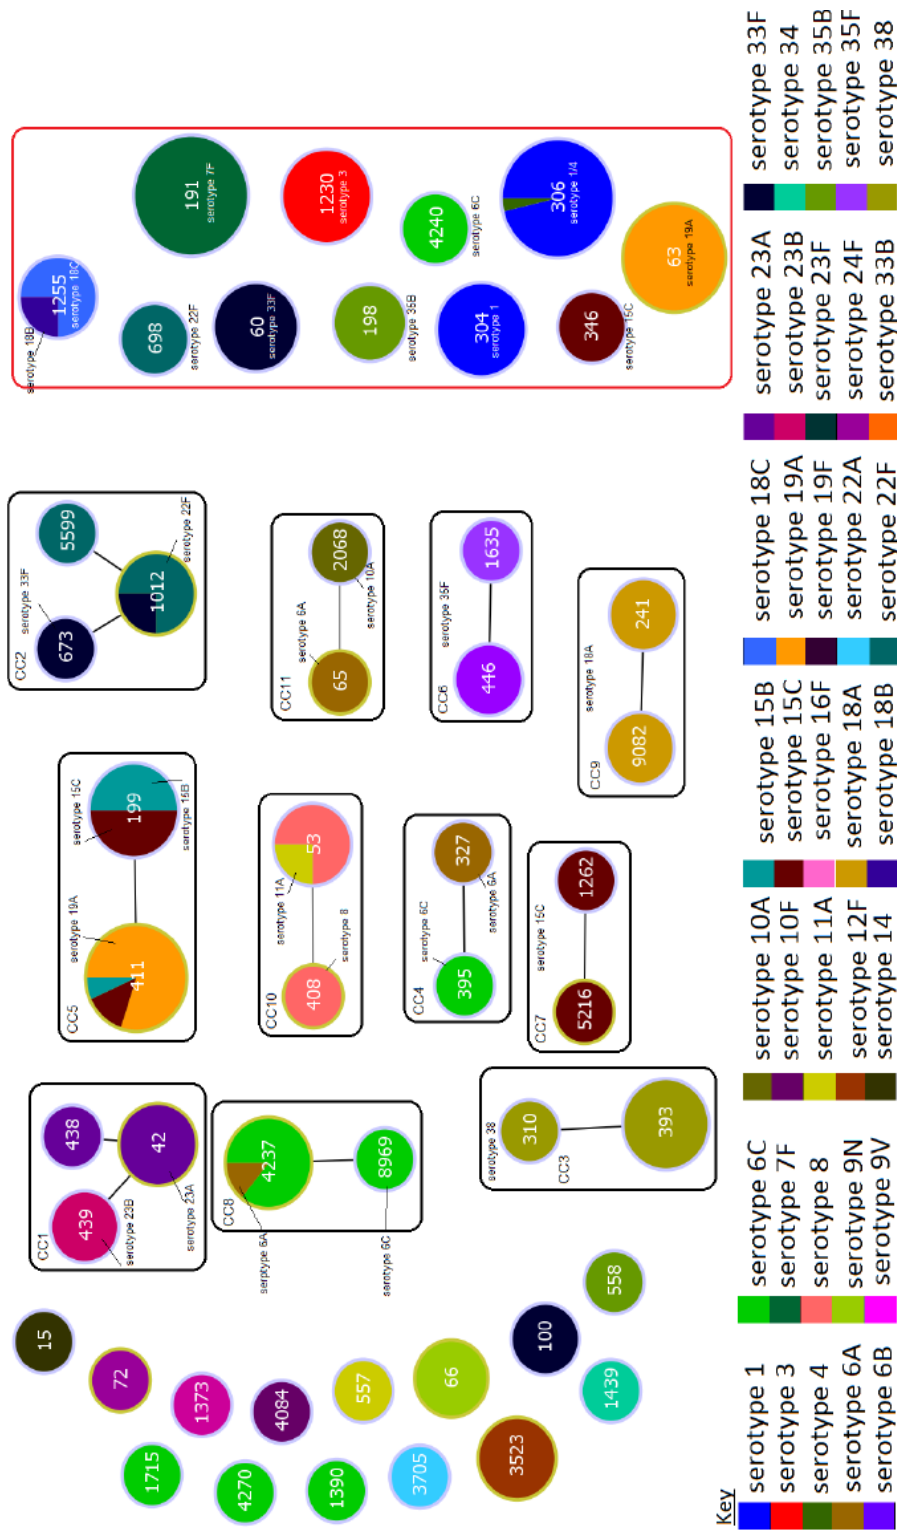 15
72
1715
1373
4270
4084
1390
557
3705
66
3523
100
1439
558
CC1
439
438
42
serotype 23B
serotype 23A
CC8
4237
8969
serptype 6A
serotype 6C
serotype 38
310
CC3
393
CC5
serotype 19A
411
serotype 15C
199
serotype 15B
CC10
serotype 11A
408
53
serotype 8
CC4
serotype 6C
395
327
serotype 6A
CC7
serotype 15C
5216
1262
CC2
serotype 33F
673
5599
1012
serotype 22F
CC11
serotype 6A
65
2068
serotype 10A
CC6
serotype 35F
446
1635
CC9
serotype 18A
9082
241
serotype 18B
1255
serotype 18C
698
serotype 22F
191
serotype 7F
60
serotype 33F
1230
serotype 3
198
serotype 35B
4240
serotype 6C
304
serotype 1
306
serotype 1/4
346
serotype 15C
63
serotype 19A
Key
serotype 1
serotype 3
serotype 4
serotype 6A
serotype 6B
serotype 6C
serotype 7F
serotype 8
serotype 9N
serotype 9V
serotype 10A
serotype 10F
serotype 11A
serotype 12F
serotype 14
serotype 15B
serotype 15C
serotype 16F
serotype 18A
serotype 18B
serotype 18C
serotype 19A
serotype 19F
serotype 22A
serotype 22F
serotype 23A
serotype 23B
serotype 23F
serotype 24F
serotype 33B
serotype 33F
serotype 34
serotype 35B
serotype 35F
serotype 38